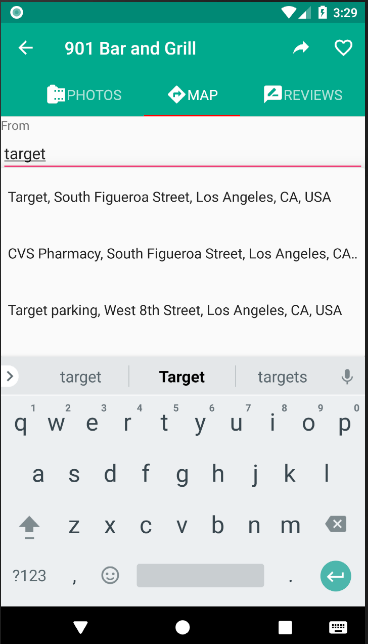 3:29
901 Bar and Grill
PHOTOS MAP REVIEWS
From
target
Target, South Figueroa Street, Los Angeles, CA, USA
CVS Pharmacy, South Figueroa Street, Los Angeles, CA..
Target parking, West 8th Street, Los Angeles, CA, USA
target Target targets
1 2 3 4 5 6 7 8 9 0
q w e r t y u i o p
a s d f g h j k l
z x c v b n m
?123 , .